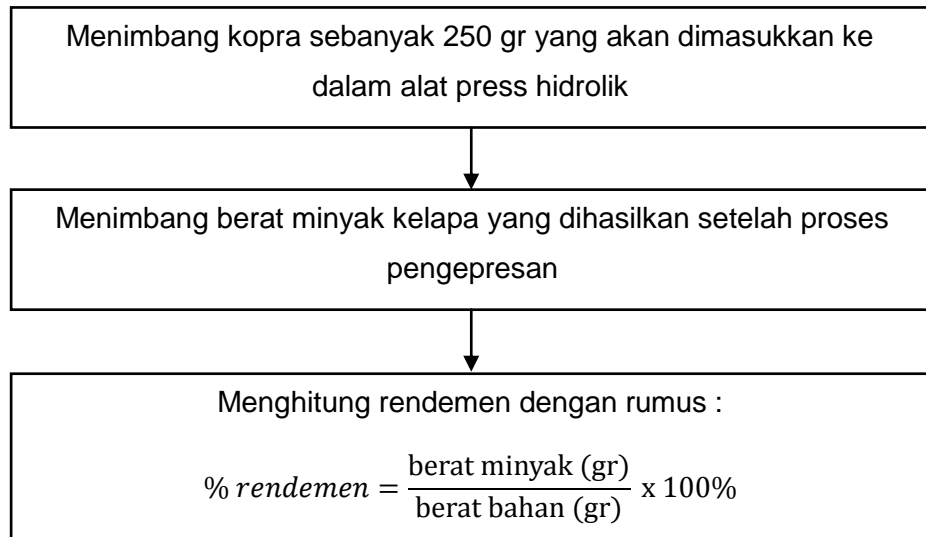 Menimbang kopra sebanyak 250 gr yang akan dimasukkan ke
dalam alat press hidrolik
Menimbang berat minyak kelapa yang dihasilkan setelah proses
pengepresan
Menghitung rendemen dengan rumus :
% rendemen = berat minyak (gr) / berat bahan (gr) x 100%